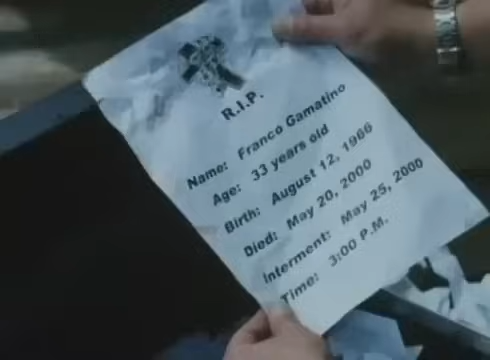 R.I.P.
Name: Franco Gamatino
Age: 33 years old
Birth: August 12, 1966
Died: May 20, 2000
Interment: May 25, 2000
Time: 3:00 P.M.